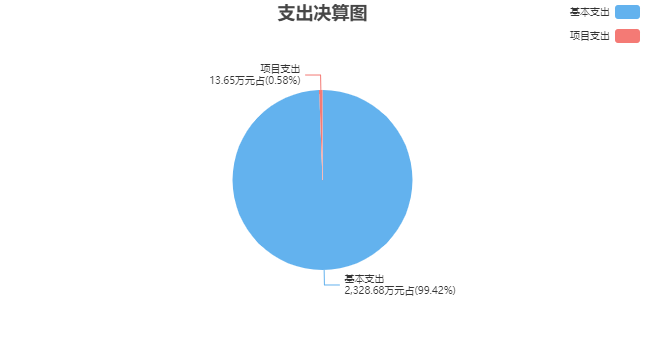 支出决算图
基本支出
项目支出
项目支出
13.65万元占(0.58%)
基本支出
2,328.68万元占(99.42%)